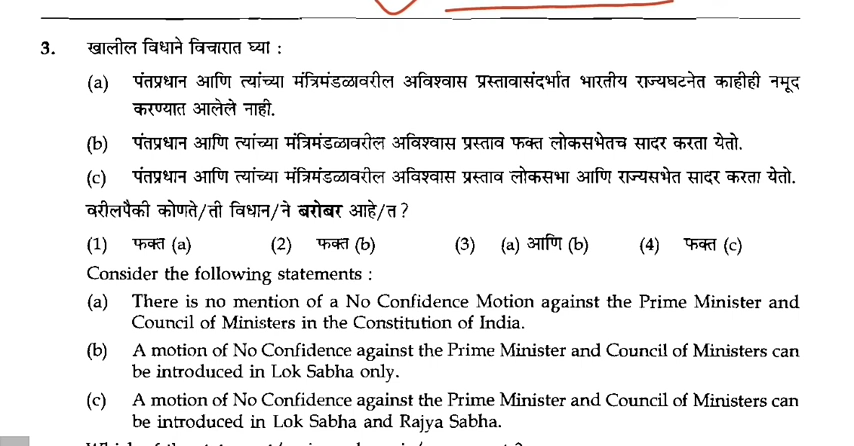 3. खालील विधाने विचारात घ्या :
(a) पंतप्रधान आणि त्यांच्या मंत्रिमंडळावरील अविश्वास प्रस्तावासंदर्भात भारतीय राज्यघटनेत काहीही नमूद
करण्यात आलेले नाही.
(b) पंतप्रधान आणि त्यांच्या मंत्रिमंडळावरील अविश्वास प्रस्ताव फक्त लोकसभेतच सादर करता येतो.
(c) पंतप्रधान आणि त्यांच्या मंत्रिमंडळावरील अविश्वास प्रस्ताव लोकसभा आणि राज्यसभेत सादर करता येतो.
वरीलपैकी कोणते/ती विधान/ने बरोबर आहे/त ?
(1) फक्त (a) (2) फक्त (b) (3) (a) आणि (b) (4) फक्त (c)
Consider the following statements :
(a) There is no mention of a No Confidence Motion against the Prime Minister and
Council of Ministers in the Constitution of India.
(b) A motion of No Confidence against the Prime Minister and Council of Ministers can
be introduced in Lok Sabha only.
(c) A motion of No Confidence against the Prime Minister and Council of Ministers can
be introduced in Lok Sabha and Rajya Sabha.